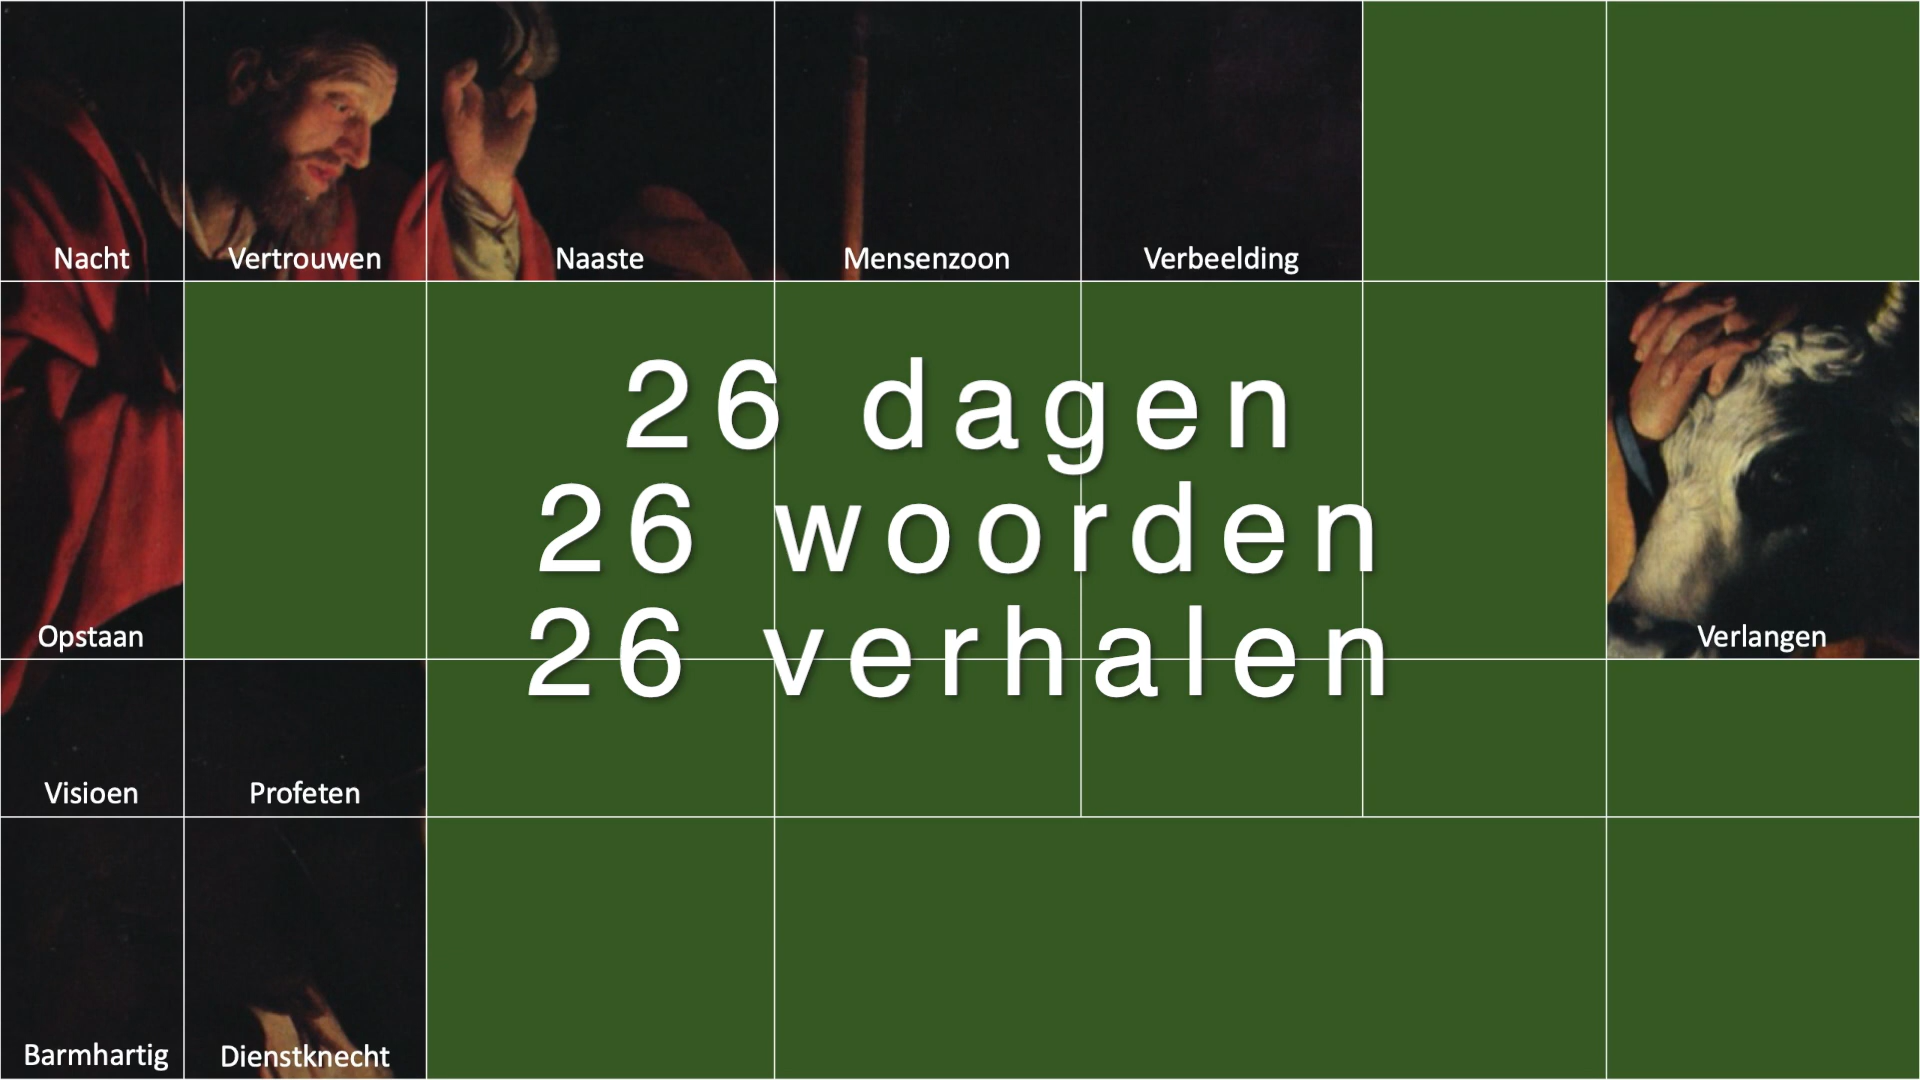 Nacht
Vertrouwen
Naaste
Mensenzoon
Verbeelding
26 dagen
26 woorden
26 verhalen
Opstaan
Verlangen
Visioen
Profeten
Barmhartig
Dienstknecht